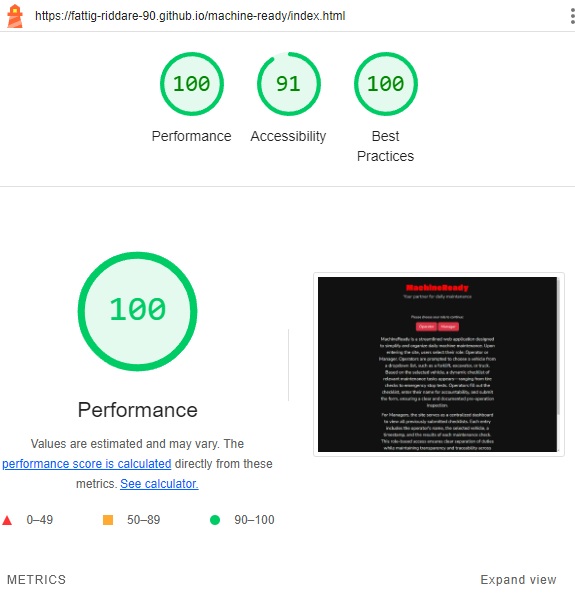 https://fattig-riddare-90.github.io/machine-ready/index.html
100
91
100
Performance
Accessibility
Best
Practices
100
Performance
Values are estimated and may vary. The
performance score is calculated directly from these
metrics. See calculator.
0–49
50–89
90–100
MachineReady
Your partner for daily maintenance
Please choose your role to continue
Operator
Manager
MachineReady is a streamlined web application designed
to simplify and organize daily machine maintenance. Upon
entering the site, users select their role: Operator or
Manager. Operators are prompted to choose a vehicle from
a dropdown list, such as a forklift, excavator, or truck.
Based on the selected vehicle, a dynamic checklist of
relevant maintenance tasks appears—ranging from tire
checks to emergency stop tests. Operators fill out the
checklist, enter their name for accountability, and submit
the form, ensuring a clear and documented pre-operation
inspection.
For Managers, the site serves as a centralized dashboard
to view all previously submitted checklists. Each entry
includes the operator's name, the selected vehicle, a
timestamp, and the results of each maintenance check.
This role-based access ensures clear separation of duties
while maintaining transparency and traceability across
METRICS
Expand view